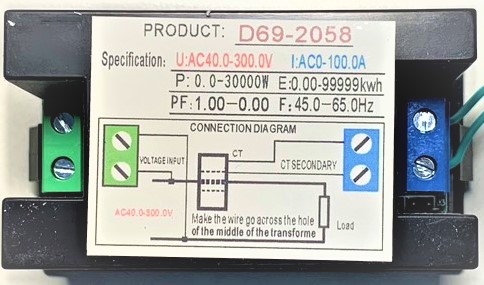 PRODUCT: D69-2058
Specification: U:AC40.0-300.0V I:AC0-100.0A
P: 0.0-30000W E:0.00-99999kwh
PF:1.00-0.00 F:45.0-65.0Hz
CONNECTION DIAGRAM
VOLTAGE INPUT
CT
CT SECONDARY
AC40.0-300.0V
Make the wire go across the hole
of the middle of the transforme
Load